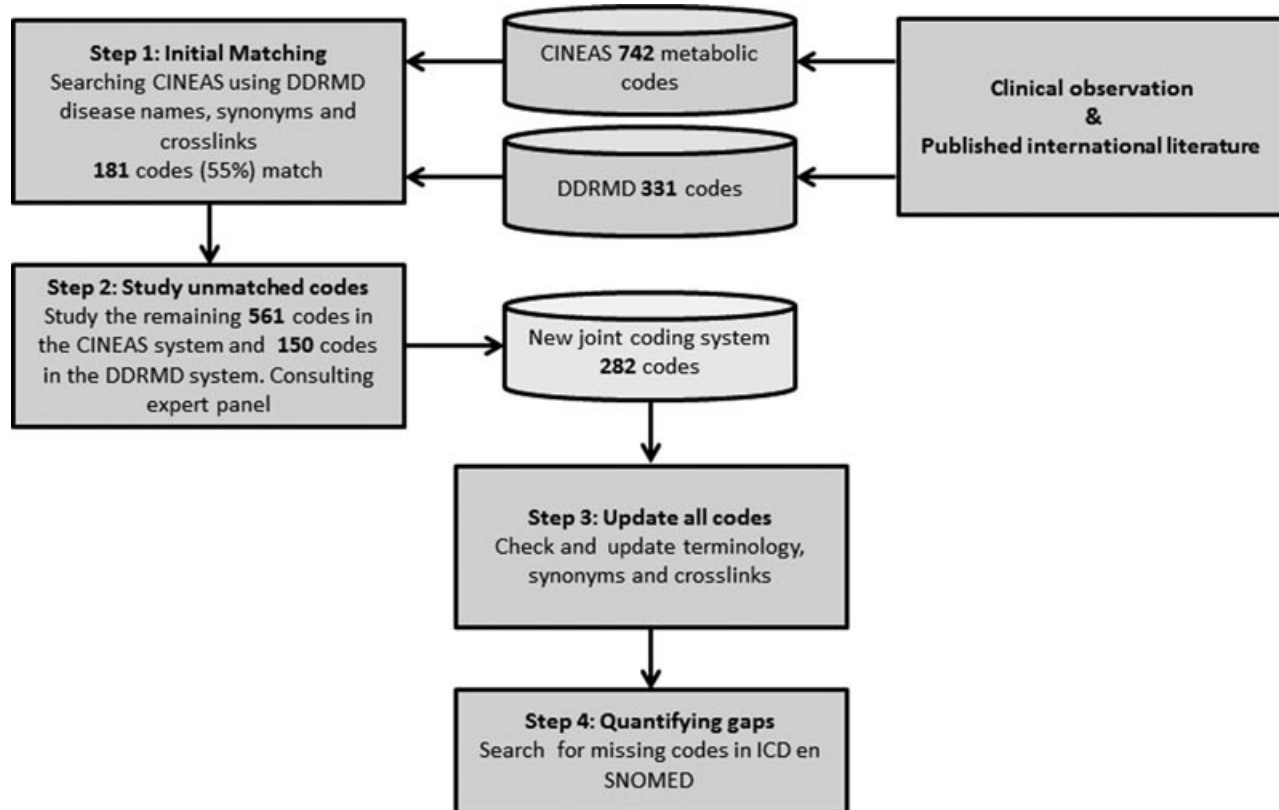 Step 1: Initial Matching
Searching CINEAS using DDRMD
disease names, synonyms and
crosslinks
181 codes (55%) match
CINEAS 742 metabolic
codes
DDRMD 331 codes
Clinical observation
&
Published international literature
Step 2: Study unmatched codes
Study the remaining 561 codes in
the CINEAS system and 150 codes
in the DDRMD system. Consulting
expert panel
New joint coding system
282 codes
Step 3: Update all codes
Check and update terminology,
synonyms and crosslinks
Step 4: Quantifying gaps
Search for missing codes in ICD en
SNOMED